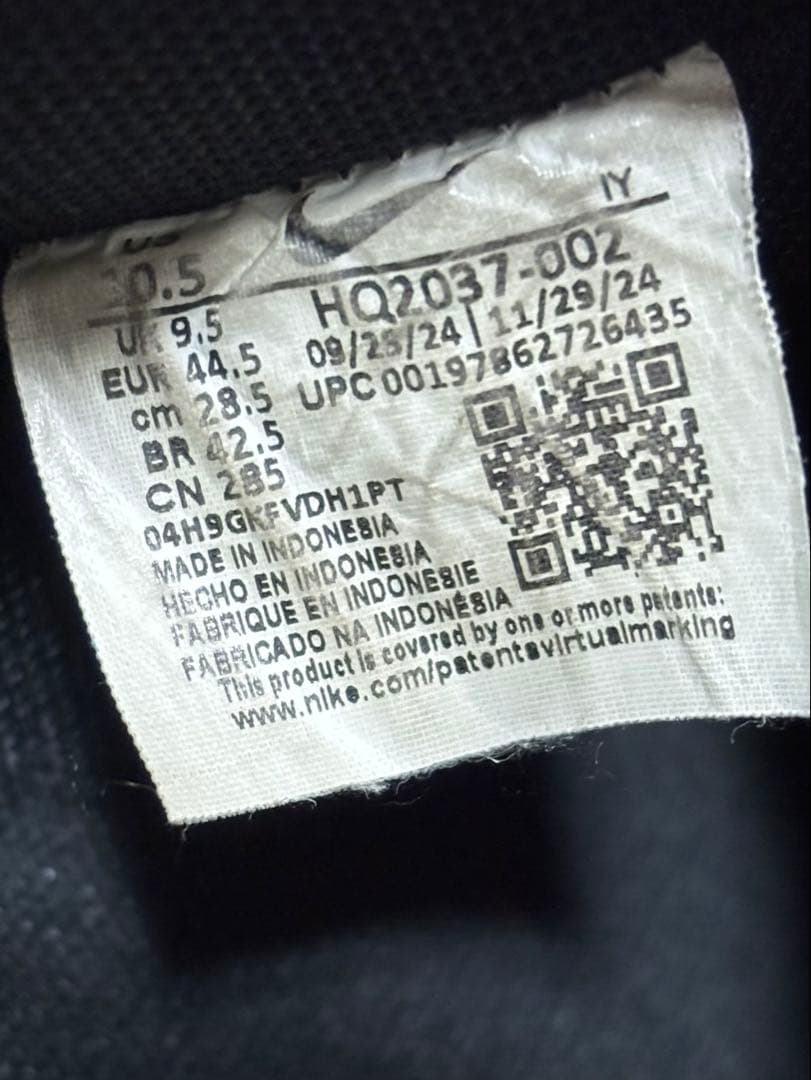 IY
US
10.5
HQ2037-002
UK 9.5
09/23/24 | 11/29/24
EUR 44.5
UPC 00197862726435
cm 28.5
BR 42.5
CN 285
04H9GKFVDH1PT
MADE IN INDONESIA
HECHO EN INDONESIA
FABRIQUE EN INDONESIE
FABRICADO NA INDONÉSIA
This product is covered by one or more patents:
www.nike.com/patentsvirtualmarking